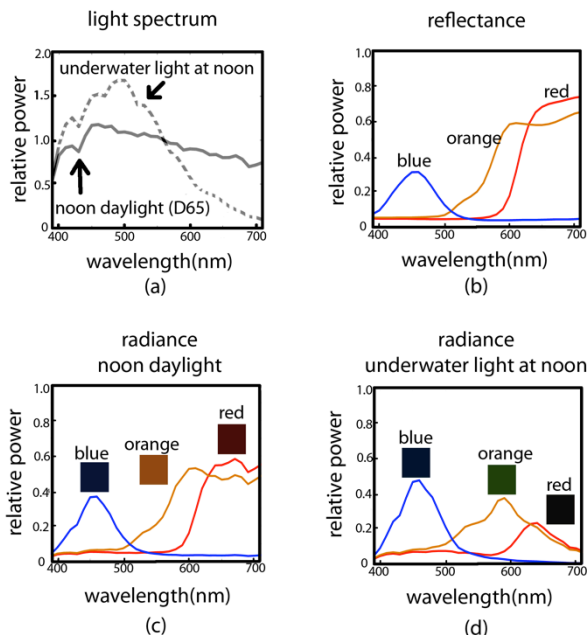 light spectrum
2.0
1.5
1.0
0.5
0
relative power
underwater light at noon
noon daylight (D65)
400 500 600 700
wavelength(nm)
(a)
reflectance
1.0
0.8
0.6
0.4
0.2
relative power
blue
orange
red
400 500 600 700
wavelength(nm)
(b)
radiance
noon daylight
1.0
0.8
0.6
0.4
0.2
relative power
blue
orange
red
400 500 600 700
wavelength(nm)
(c)
radiance
underwater light at noon
1.0
0.8
0.6
0.4
0.2
relative power
blue
orange
red
400 500 600 700
wavelength(nm)
(d)